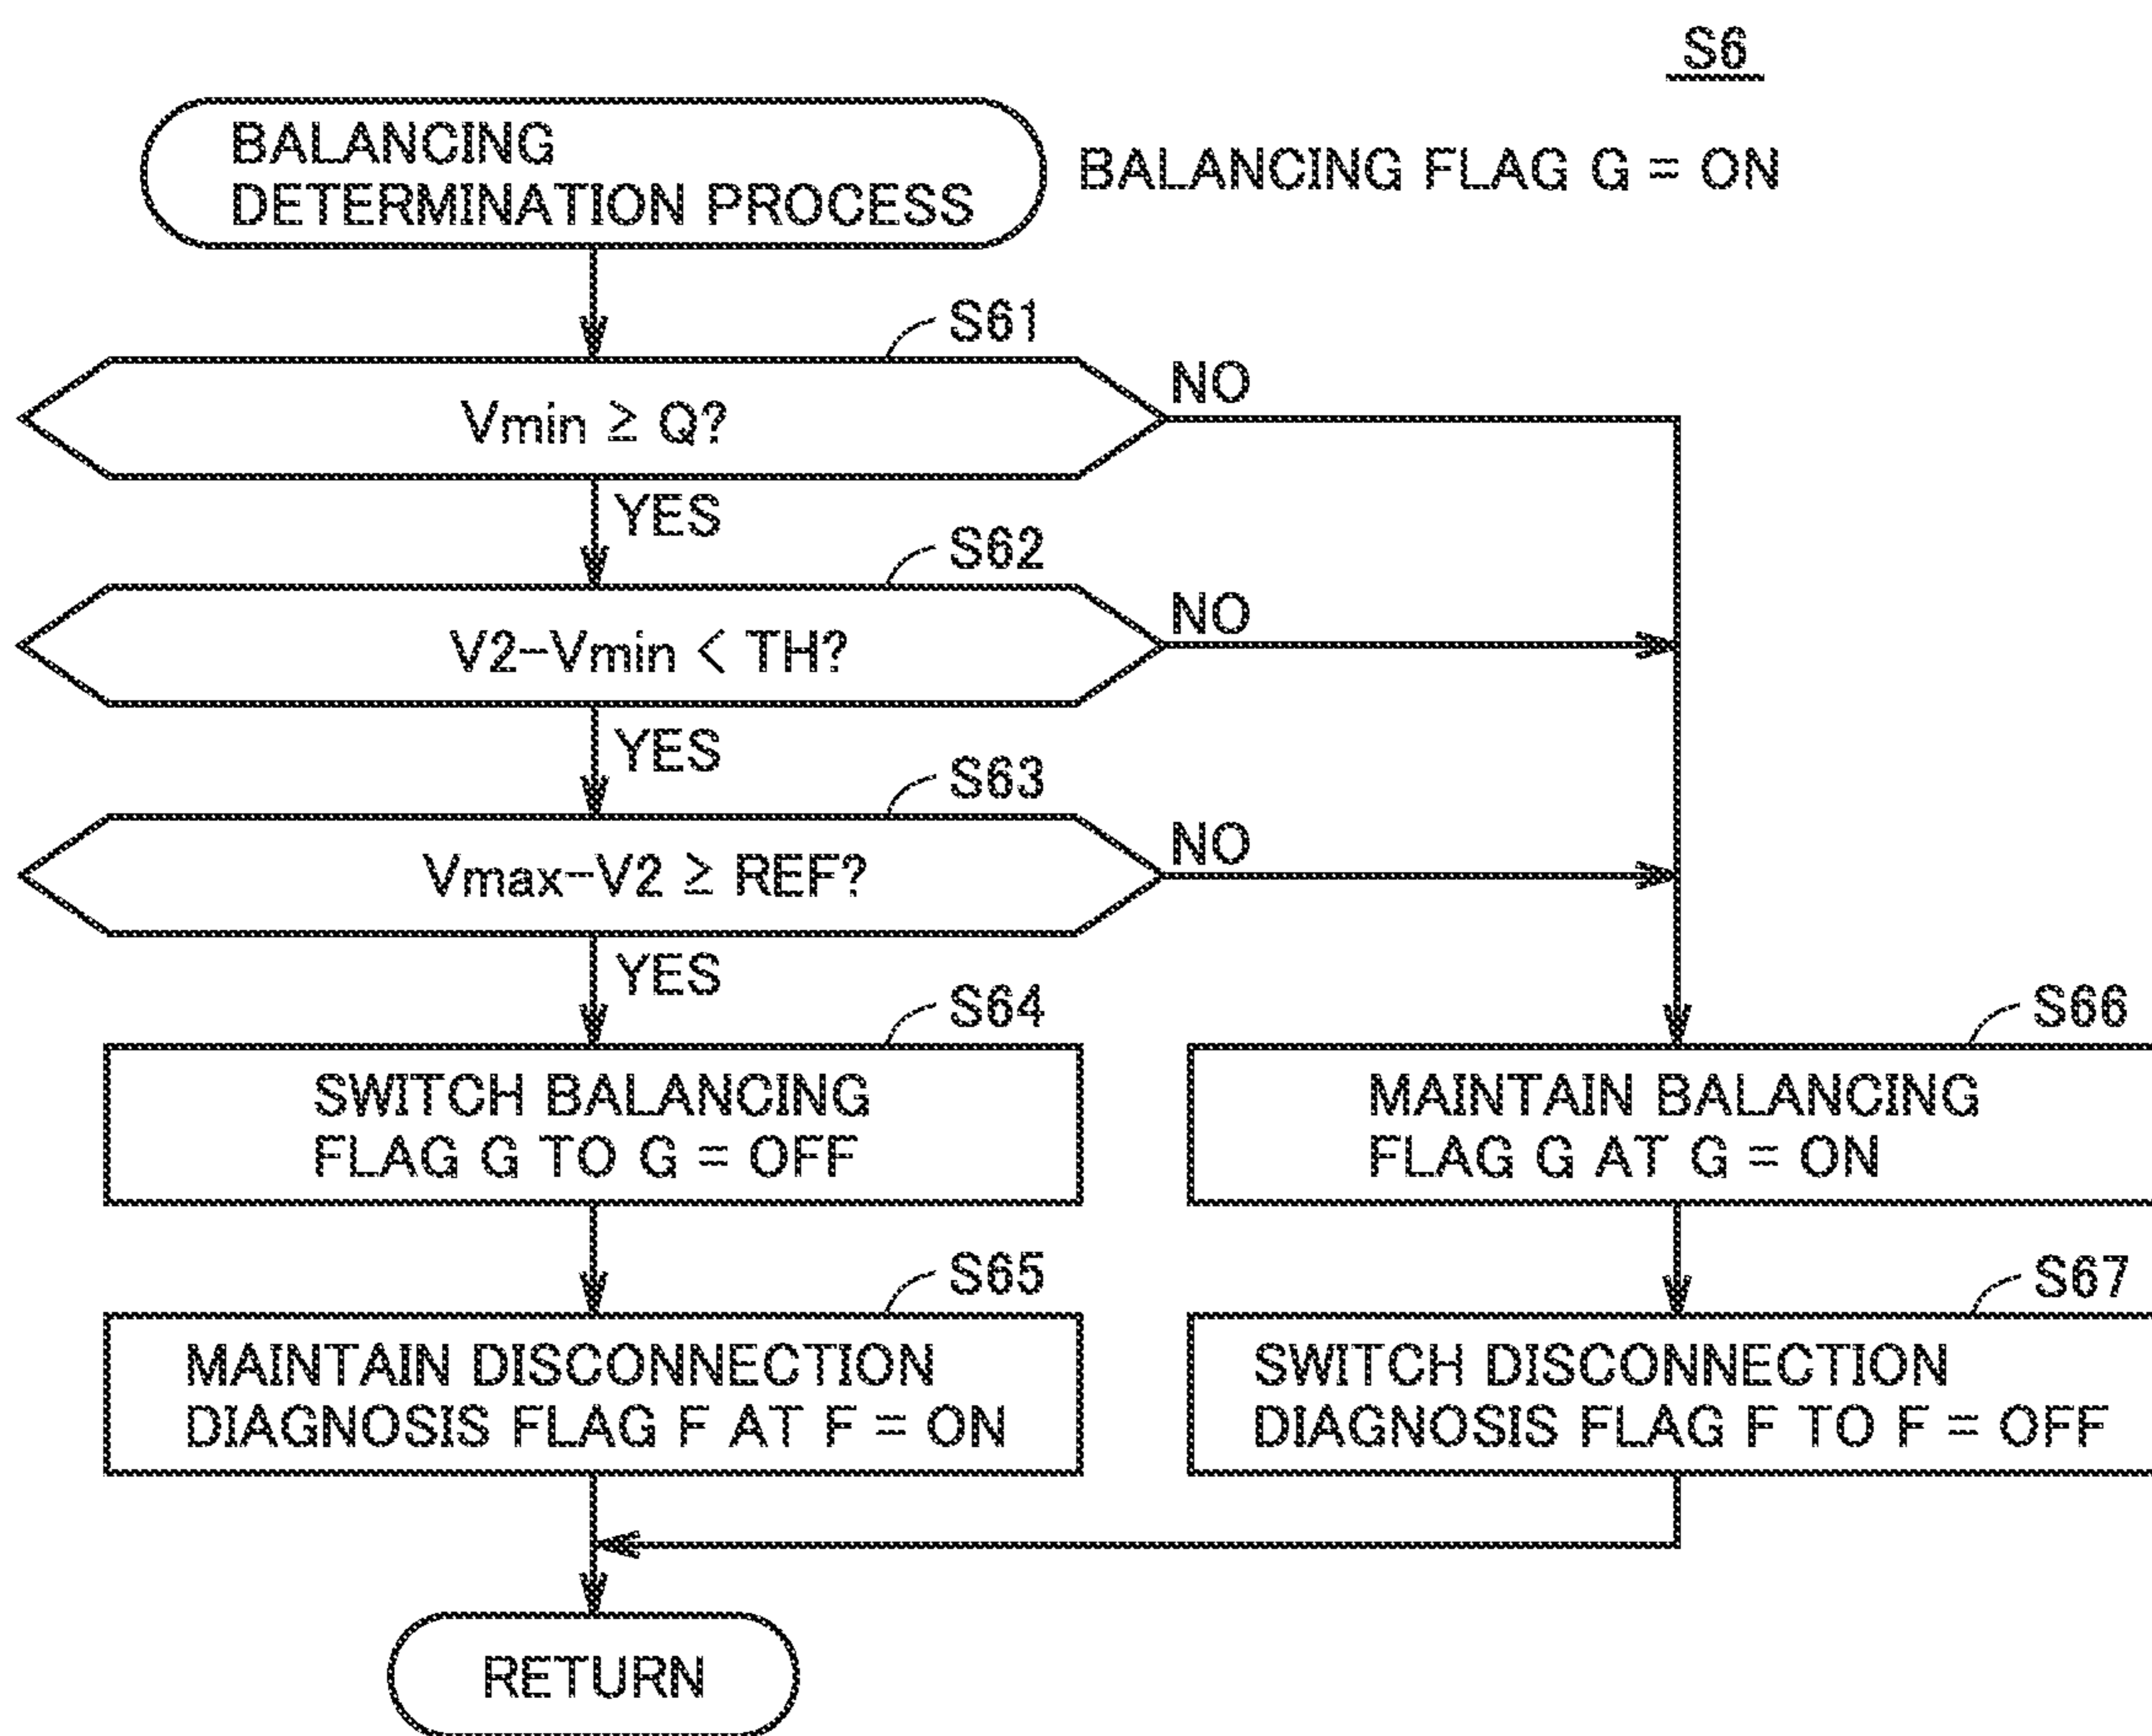 S6
BALANCING
DETERMINATION PROCESS
BALANCING FLAG G = ON
S61
Vmin ≥ Q?
NO
YES
S62
V2-Vmin < TH?
NO
YES
S63
Vmax-V2 ≥ REF?
NO
YES
S64
SWITCH BALANCING
FLAG G TO G = OFF
S66
MAINTAIN BALANCING
FLAG G AT G = ON
S65
MAINTAIN DISCONNECTION
DIAGNOSIS FLAG F AT F = ON
S67
SWITCH DISCONNECTION
DIAGNOSIS FLAG F TO F = OFF
RETURN